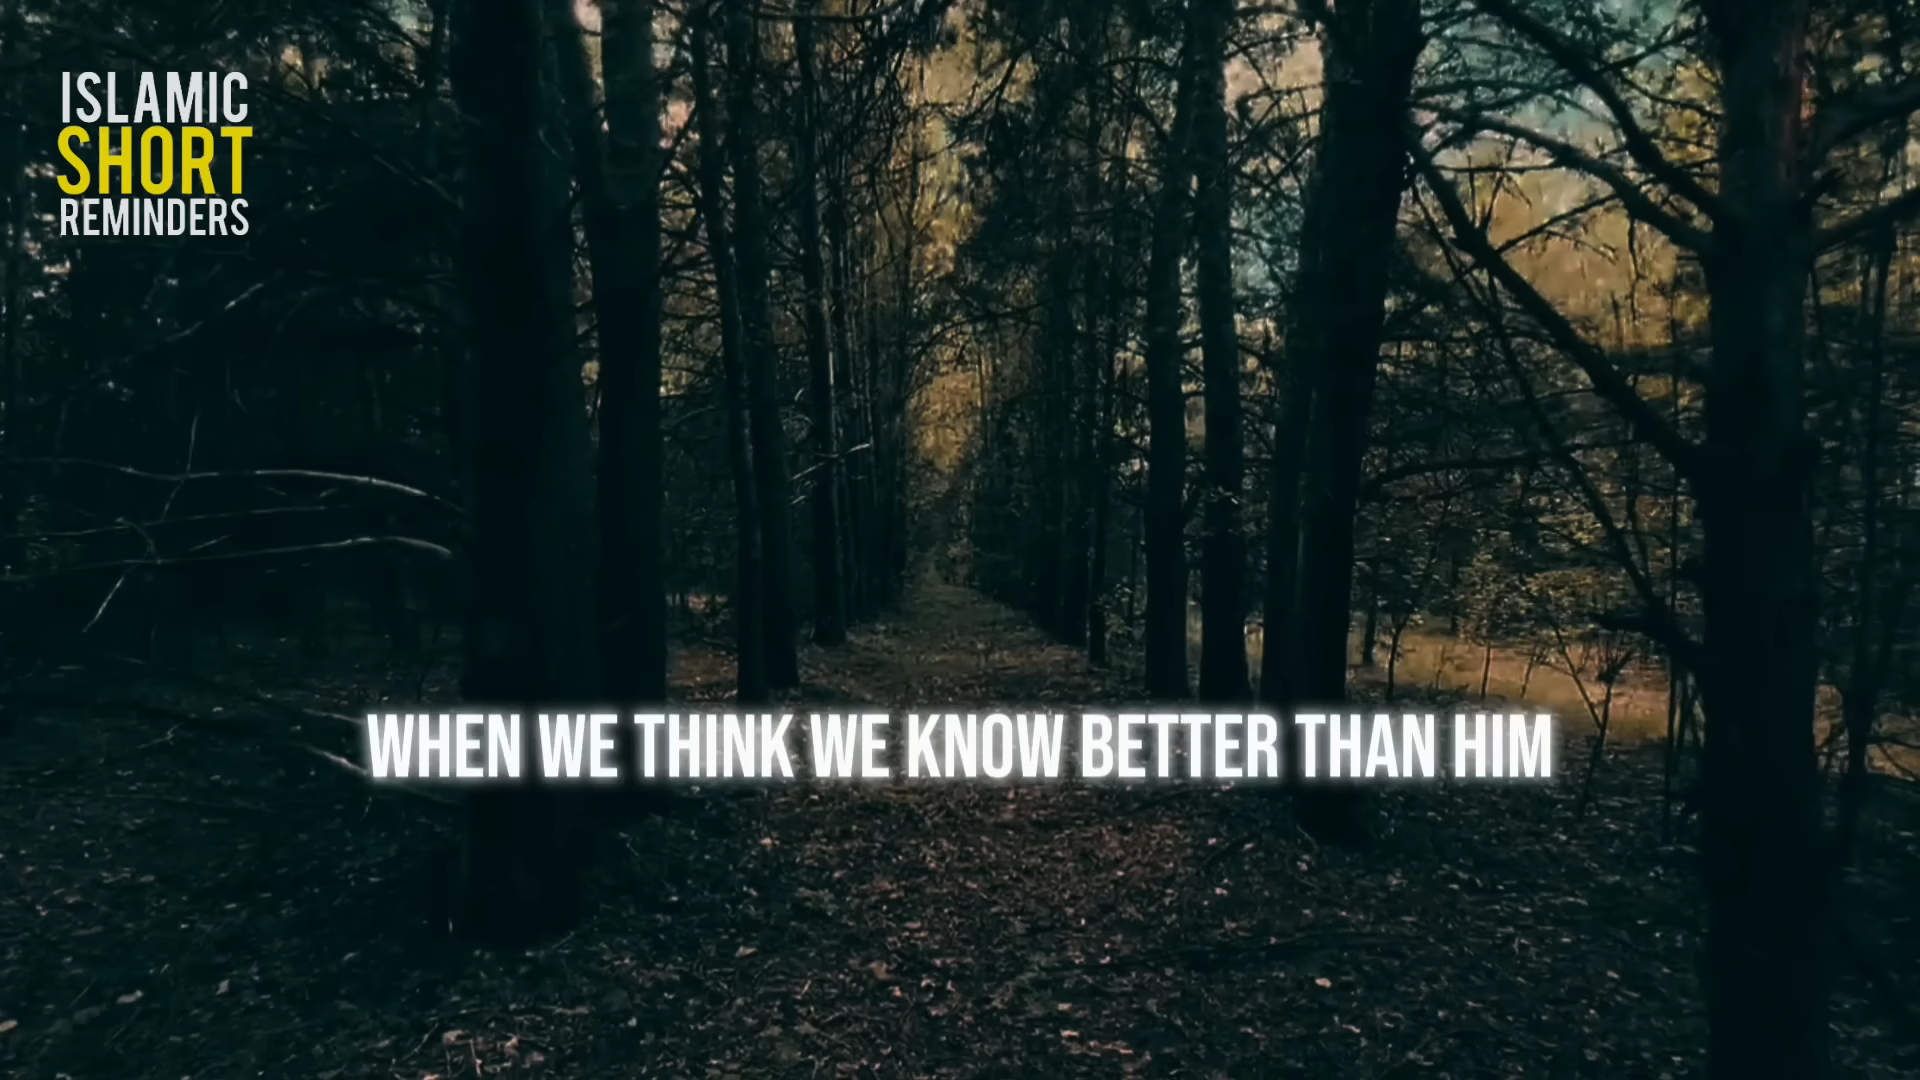 ISLAMIC
SHORT
REMINDERS
WHEN WE THINK WE KNOW BETTER THAN HIM